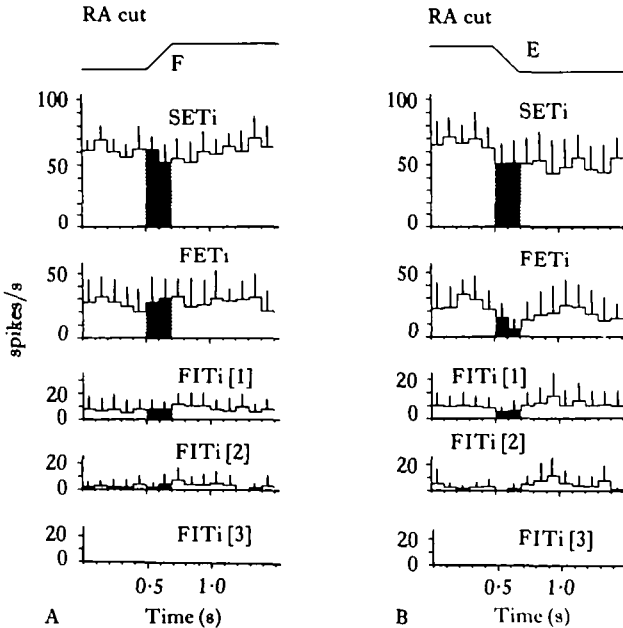 RA cut
F
100
SETi
50
0
FETi
50
0
spikes/s
FITi [1]
20
0
FITi [2]
20
0
FITi [3]
20
0
0·5 1·0
A Time (s)
RA cut
E
100
SETi
50
0
FETi
50
0
FITi [1]
20
0
FITi [2]
20
0
FITi [3]
20
0
0·5 1·0
B Time (s)